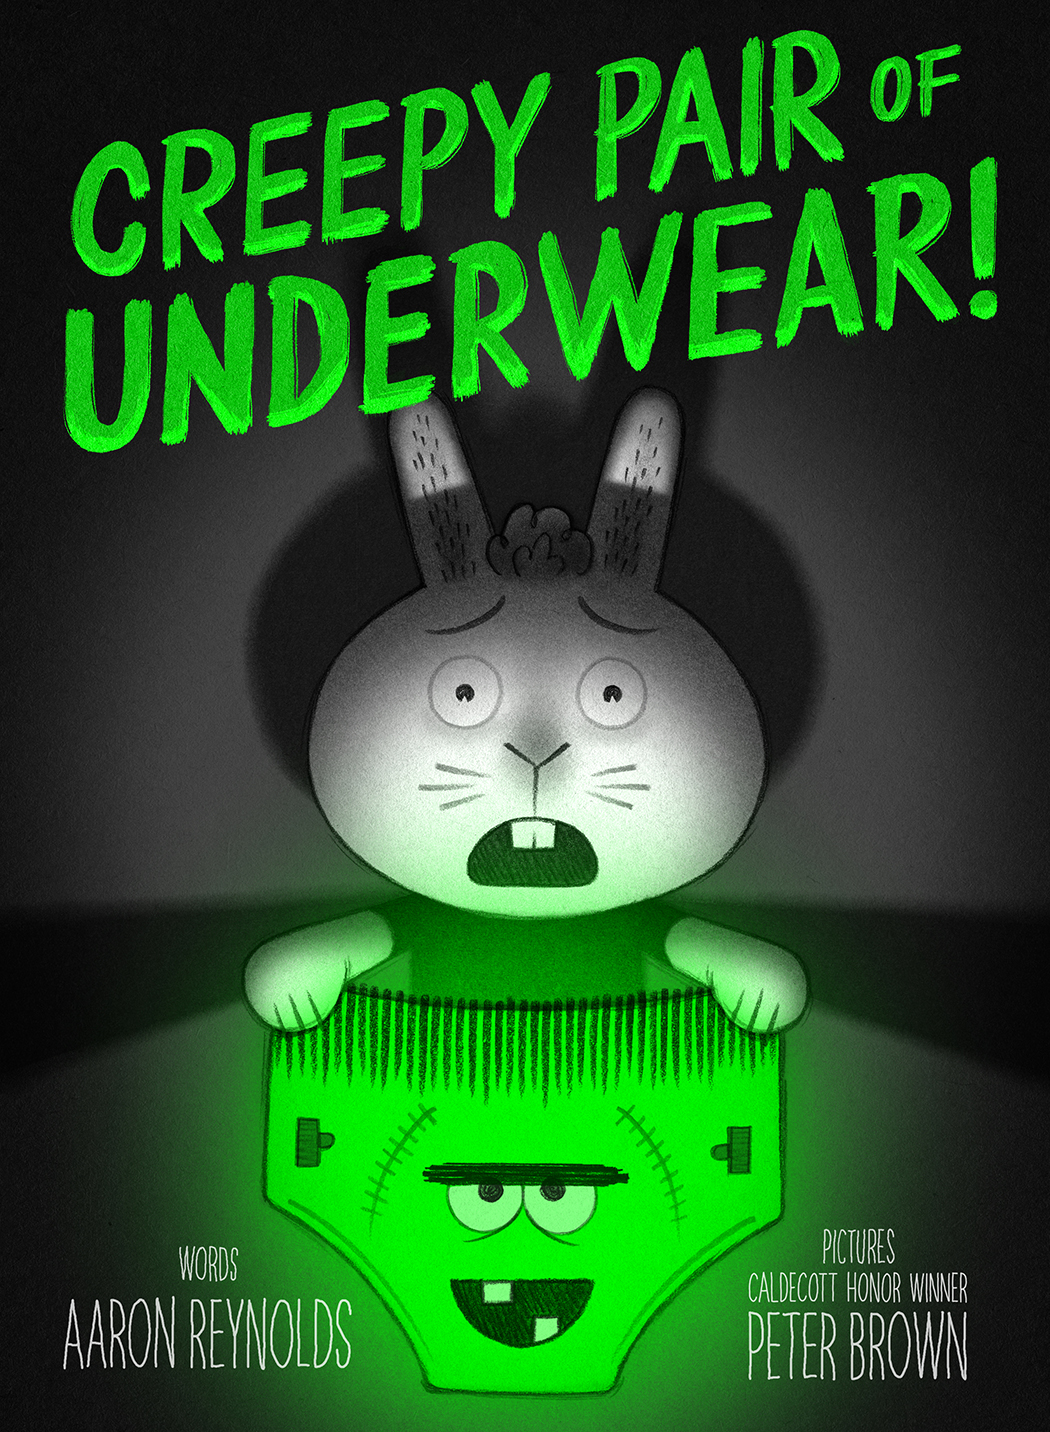 CREEPY PAIR OF
UNDERWEAR!
WORDS
AARON REYNOLDS
PICTURES
CALDECOTT HONOR WINNER
PETER BROWN